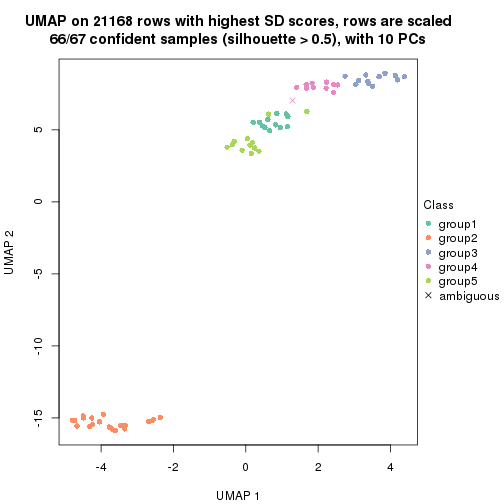 UMAP on 21168 rows with highest SD scores, rows are scaled
66/67 confident samples (silhouette > 0.5), with 10 PCs
5
0
-5
-10
-15
UMAP 2
-4 -2 0 2 4
UMAP 1
Class
group1
group2
group3
group4
group5
ambiguous